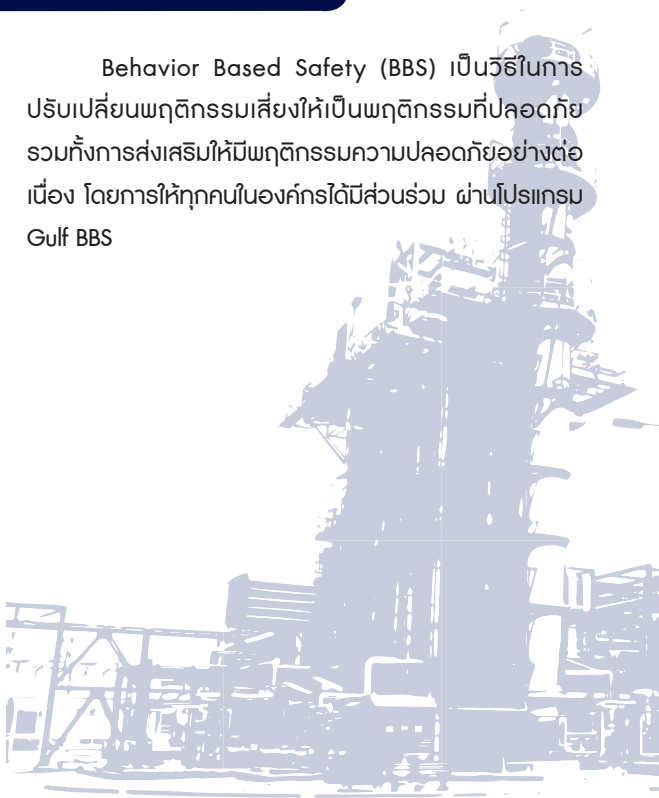 Behavior Based Safety (BBS) เป็นวิธีในการ
ปรับเปลี่ยนพฤติกรรมเสี่ยงให้เป็นพฤติกรรมที่ปลอดภัย
รวมทั้งการส่งเสริมให้มีพฤติกรรมความปลอดภัยอย่างต่อ
เนื่อง โดยการให้ทุกคนในองค์กรได้มีส่วนร่วม ผ่านโปรแกรม
Gulf BBS